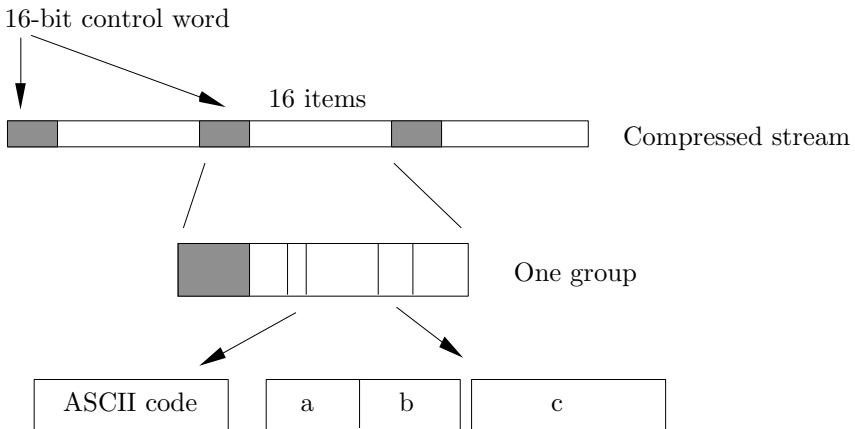 16-bit control word
16 items
Compressed stream
One group
ASCII code
a
b
c